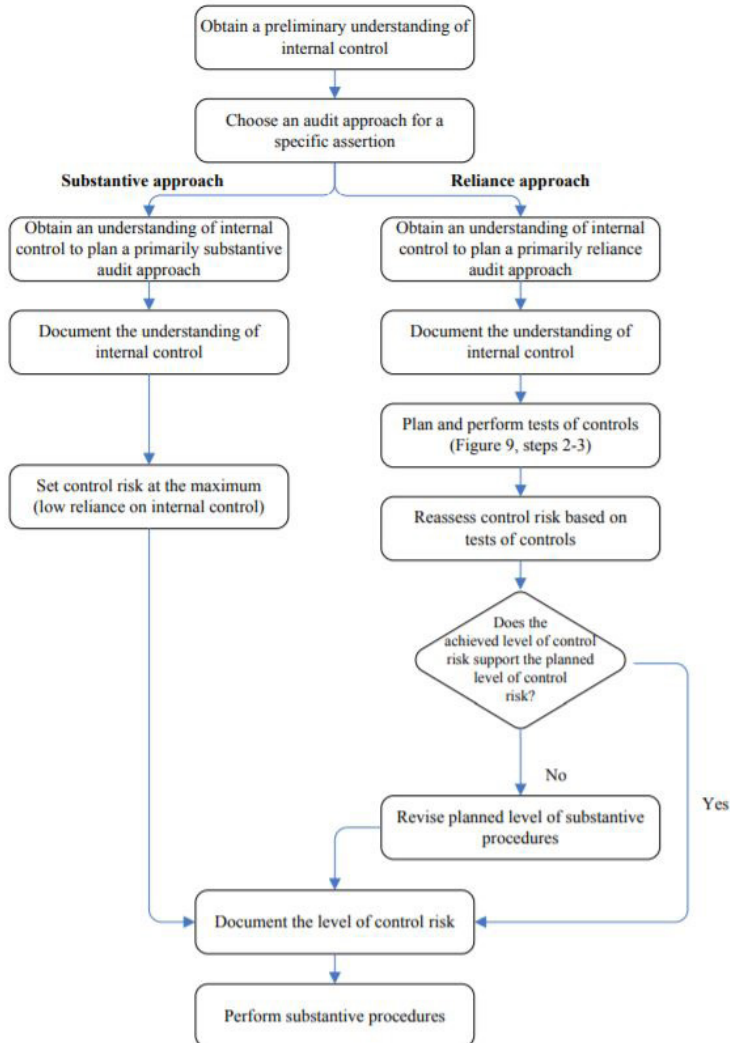 Obtain a preliminary understanding of
internal control
Choose an audit approach for a
specific assertion
Substantive approach
Reliance approach
Obtain an understanding of internal
control to plan a primarily substantive
audit approach
Obtain an understanding of internal
control to plan a primarily reliance
audit approach
Document the understanding of
internal control
Document the understanding of
internal control
Plan and perform tests of controls
(Figure 9, steps 2-3)
Set control risk at the maximum
(low reliance on internal control)
Reassess control risk based on
tests of controls
Does the
achieved level of control
risk support the planned
level of control
risk?
No
Yes
Revise planned level of substantive
procedures
Document the level of control risk
Perform substantive procedures